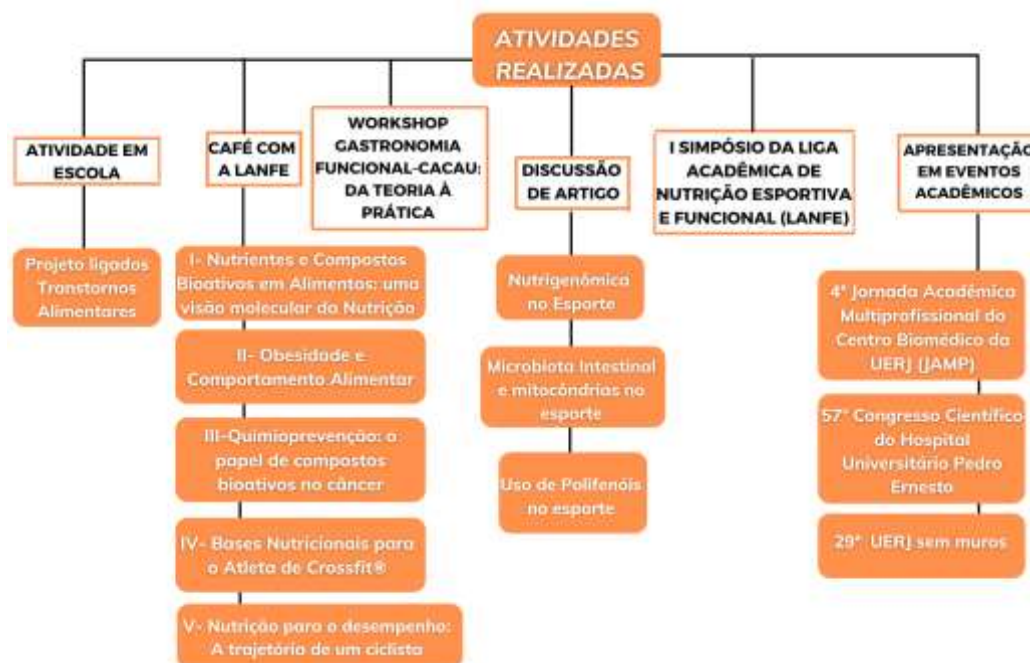 ATIVIDADES
REALIZADAS
ATIVIDADE EM
ESCOLA
Projeto ligados
Transtornos
Alimentares
CAFÉ COM
A LANFE
I- Nutrientes e Compostos
Bioativos em Alimentos: uma
visão molecular da Nutrição
II- Obesidade e
Comportamento Alimentar
III-Quimioprevenção: o
papel de compostos
bioativos no câncer
IV- Bases Nutricionais para
o Atleta de Crossfit®
V- Nutrição para o desempenho:
A trajetória de um ciclista
WORKSHOP
GASTRONOMIA
FUNCIONAL-CACAU:
DA TEORIA À
PRÁTICA
DISCUSSÃO
DE ARTIGO
Nutrigenômica
no Esporte
Microbiota Intestinal
e mitocôndrias no
esporte
Uso de Polifenóis
no esporte
I SIMPÓSIO DA LIGA
ACADÊMICA DE
NUTRIÇÃO ESPORTIVA
E FUNCIONAL (LANFE)
APRESENTAÇÃO
EM EVENTOS
ACADÊMICOS
4ª Jornada Acadêmica
Multiprofissional do
Centro Biomédico da
UERJ (JAMP)
57° Congresso Científico
do Hospital
Universitário Pedro
Ernesto
29° UERJ sem muros